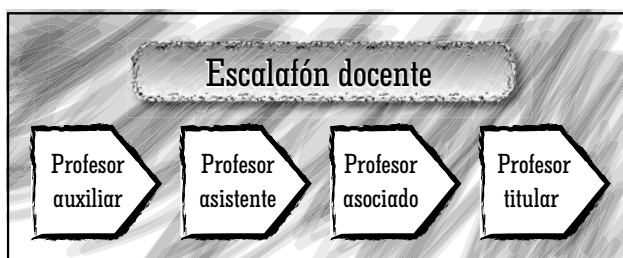 Escalafón docente
Profesor
auxiliar
Profesor
asistente
Profesor
asociado
Profesor
titular